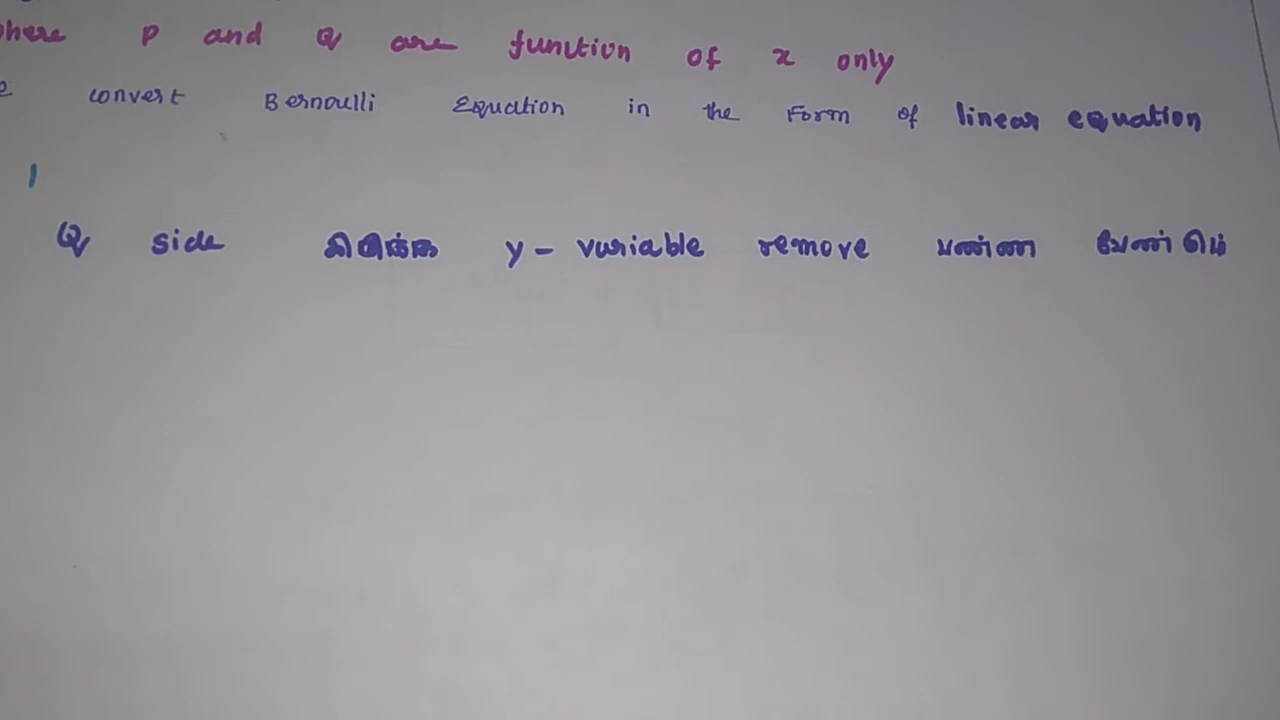 where P and Q are function of x only
convert Bernoulli Equation in the Form of linear equation
Q side y - variable remove பண்ண வேண்டும்